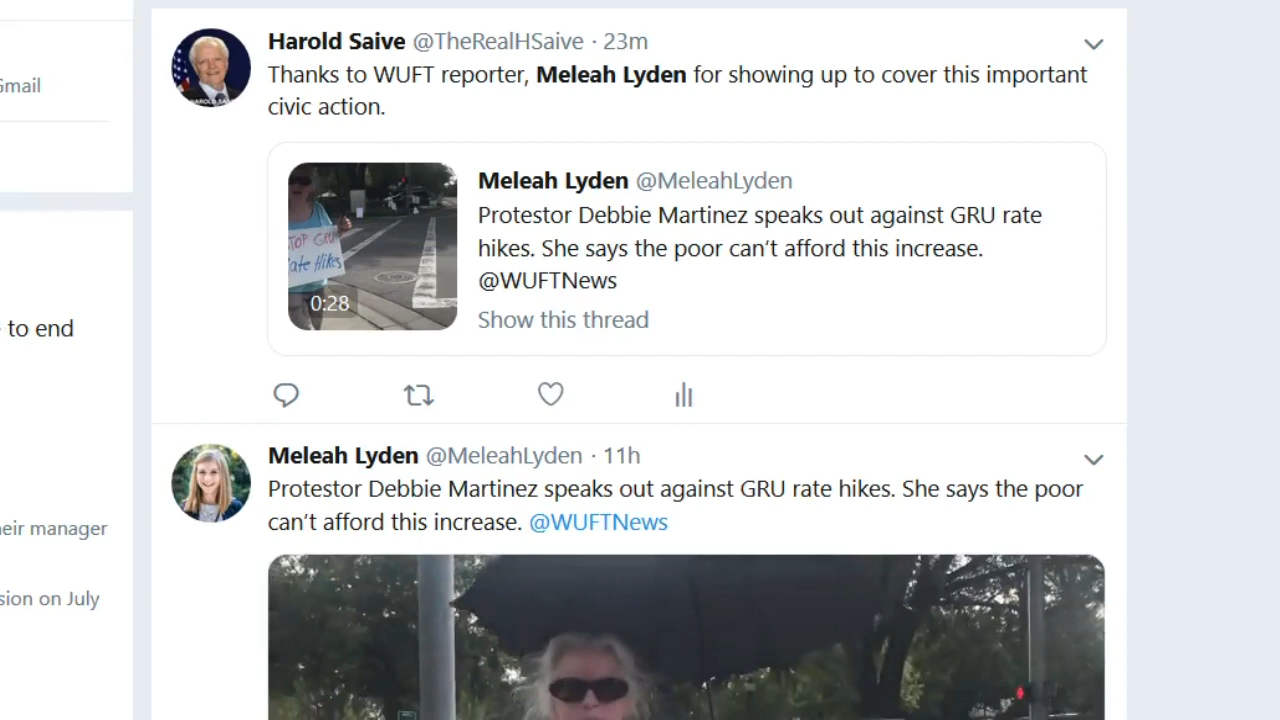 Gmail
to end
heir manager
sion on July
Harold Saive @TheRealHSaive · 23m
Thanks to WUFT reporter, Meleah Lyden for showing up to cover this important
civic action.
Meleah Lyden @MeleahLyden
Protestor Debbie Martinez speaks out against GRU rate
hikes. She says the poor can’t afford this increase.
@WUFTNews
Show this thread
STOP GRU
ate Hikes
0:28
Meleah Lyden @MeleahLyden · 11h
Protestor Debbie Martinez speaks out against GRU rate hikes. She says the poor
can’t afford this increase. @WUFTNews